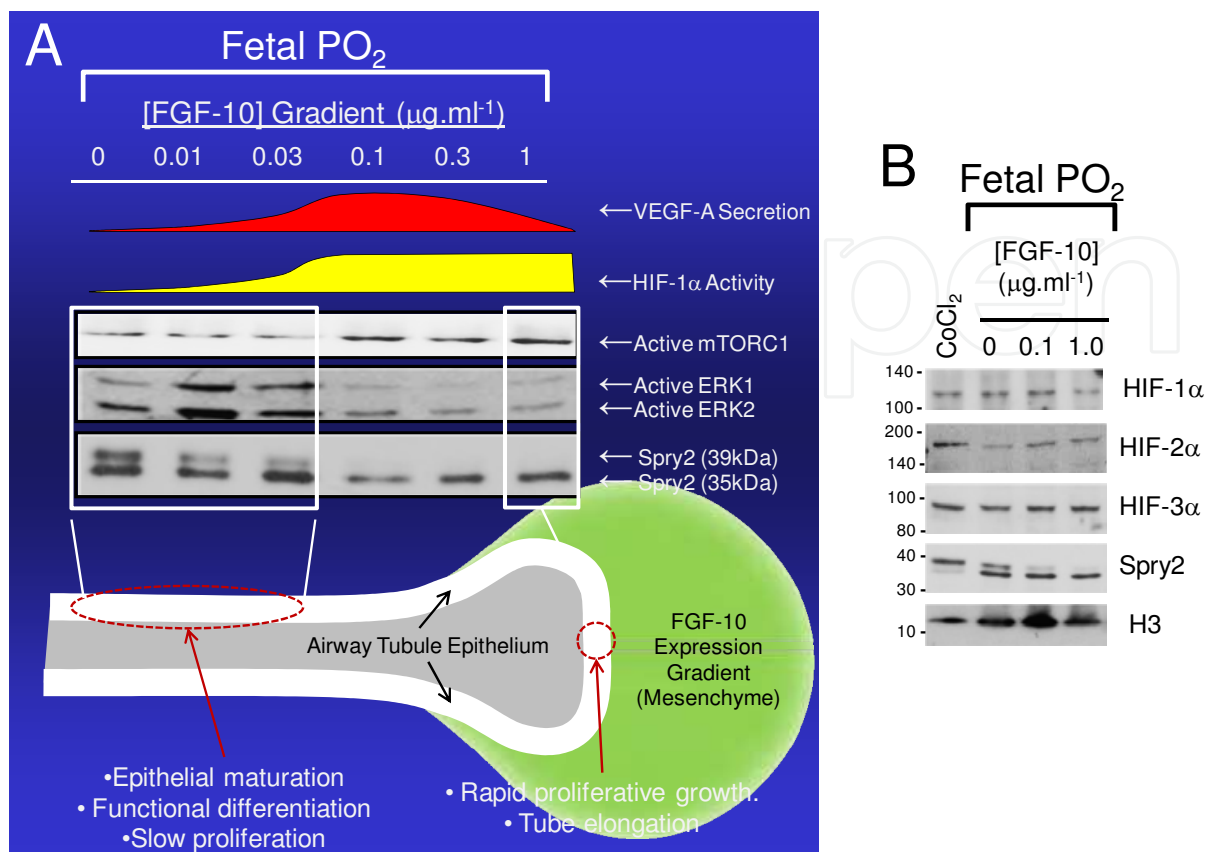 A
Fetal PO₂
[FGF-10] Gradient (μg.ml⁻¹)
0 0.01 0.03 0.1 0.3 1
←VEGF-A Secretion
←HIF-1α Activity
←Active mTORC1
←Active ERK1
←Active ERK2
← Spry2 (39kDa)
← Spry2 (35kDa)
Airway Tubule Epithelium
FGF-10
Expression
Gradient
(Mesenchyme)
•Epithelial maturation
• Functional differentiation
•Slow proliferation
• Rapid proliferative growth.
• Tube elongation
B
Fetal PO₂
[FGF-10]
(μg.ml⁻¹)
CoCl₂
0 0.1 1.0
140 -
100 -
HIF-1α
200 -
140 -
HIF-2α
100 -
80 -
HIF-3α
40 -
30 -
Spry2
10 -
H3
pen